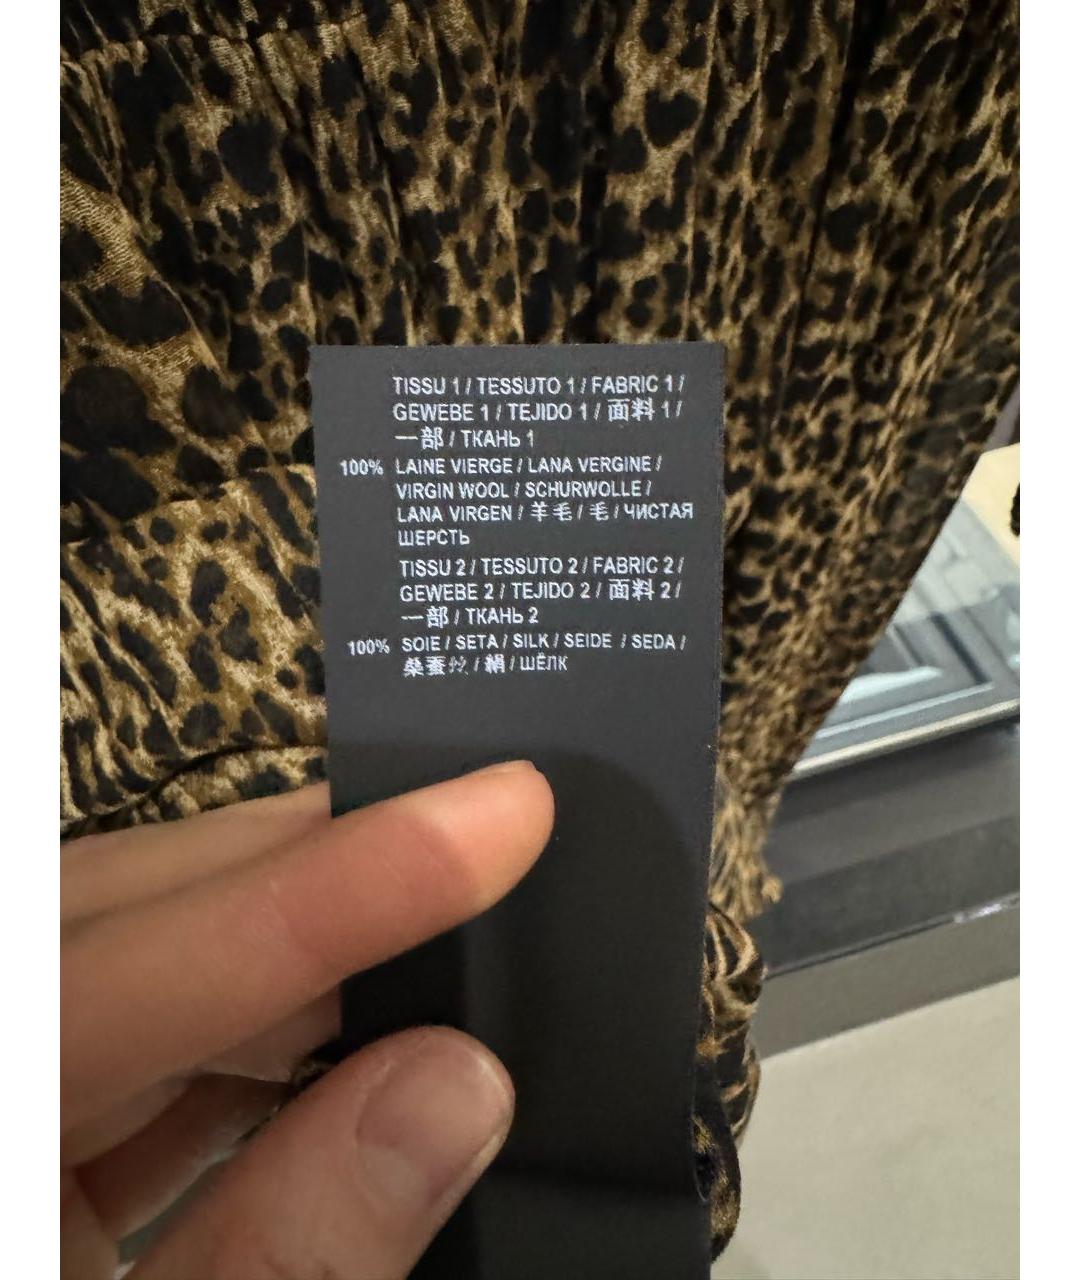 TISSU 1 / TESSUTO 1 / FABRIC 1 /
GEWEBE 1 / TEJIDO 1 / 面料 1 /
一部 / ТКАНЬ 1
100% LAINE VIERGE / LANA VERGINE /
VIRGIN WOOL / SCHURWOLLE /
LANA VIRGEN / 羊毛 / 毛 / ЧИСТАЯ
ШЕРСТЬ
TISSU 2 / TESSUTO 2 / FABRIC 2 /
GEWEBE 2 / TEJIDO 2 / 面料 2 /
一部 / ТКАНЬ 2
100% SOIE / SETA / SILK / SEIDE / SEDA /
桑蚕丝 / 絹 / ШЁЛК